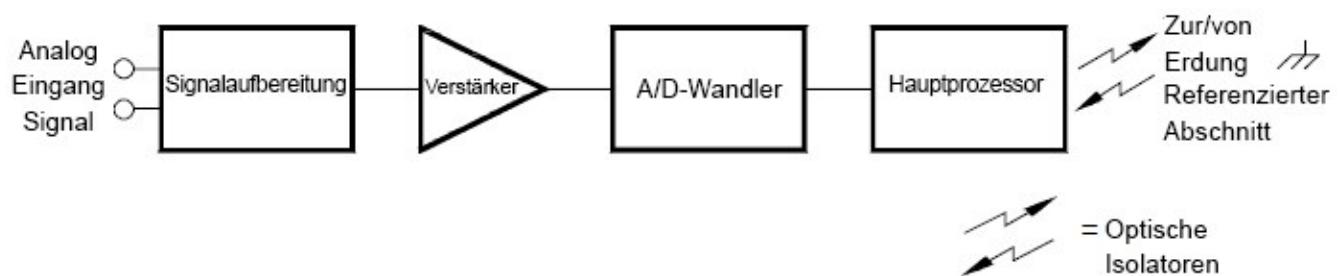 Analog
Eingang
Signal
Signalaufbereitung
Verstärker
A/D-Wandler
Hauptprozessor
Zur/von
Erdung
Referenzierter
Abschnitt
= Optische
Isolatoren